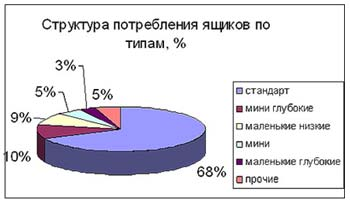 Структура потребления ящиков по
типам, %
3%
5%
5%
9%
10%
68%
стандарт
мини глубокие
маленькие низкие
мини
маленькие глубокие
прочие